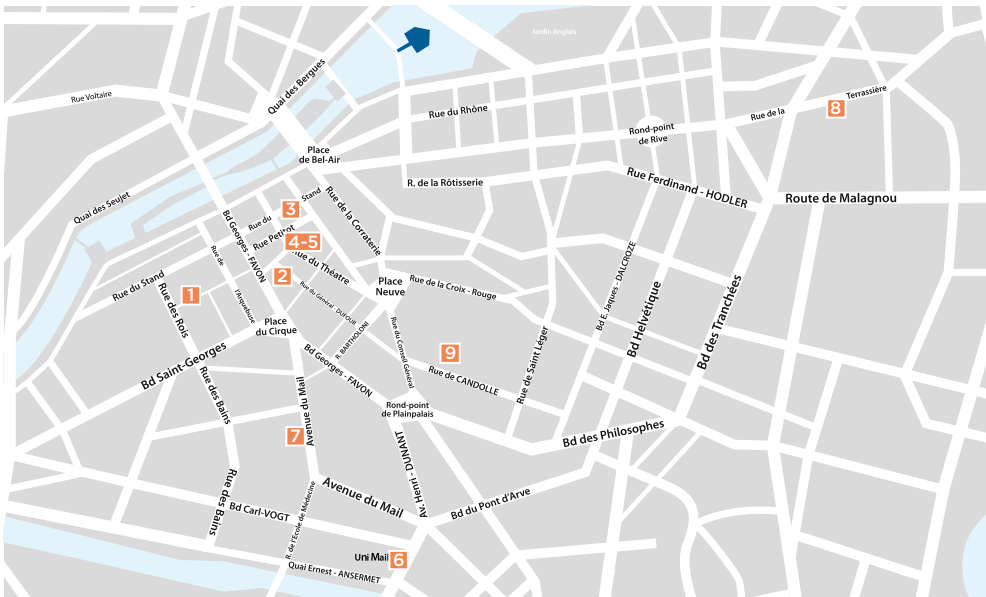 Jardin Anglais
Quai des Bergues
Rue Voltaire
Rue du Rhône
8
Rue de la
Terrassière
Rond-point
de Rive
Place
de Bel-Air
R. de la Rôtisserie
Rue Ferdinand - HODLER
Route de Malagnou
Quai des Seujet
3
Rue du
Stand
Rue de la Corraterie
Bd Georges - FAVON
Rue Petitot
4-5
Rue du Théatre
Rue de
l'Arquebuse
2
Rue du Stand
1
Rue des Rois
Rue du Général - DUFOUR
Place
Neuve
Rue de la Croix - Rouge
Bd E. Jaques - DALCROZE
Bd Helvétique
Bd des Tranchées
Place
du Cirque
R. BARTHOLONI
Rue du Conseil Général
Bd Saint-Georges
Bd Georges - FAVON
9
Rue de CANDOLLE
Rue de Saint Léger
Rue des Bains
Avenue du Mail
Rond-point
de Plainpalais
7
Bd des Philosophes
Av. Henri - DUNANT
Rue des Bains
Avenue du Mail
Bd du Pont d'Arve
Bd Carl-VOGT
R. de l'Ecole de Médecine
Uni Mail
6
Quai Ernest - ANSERMET